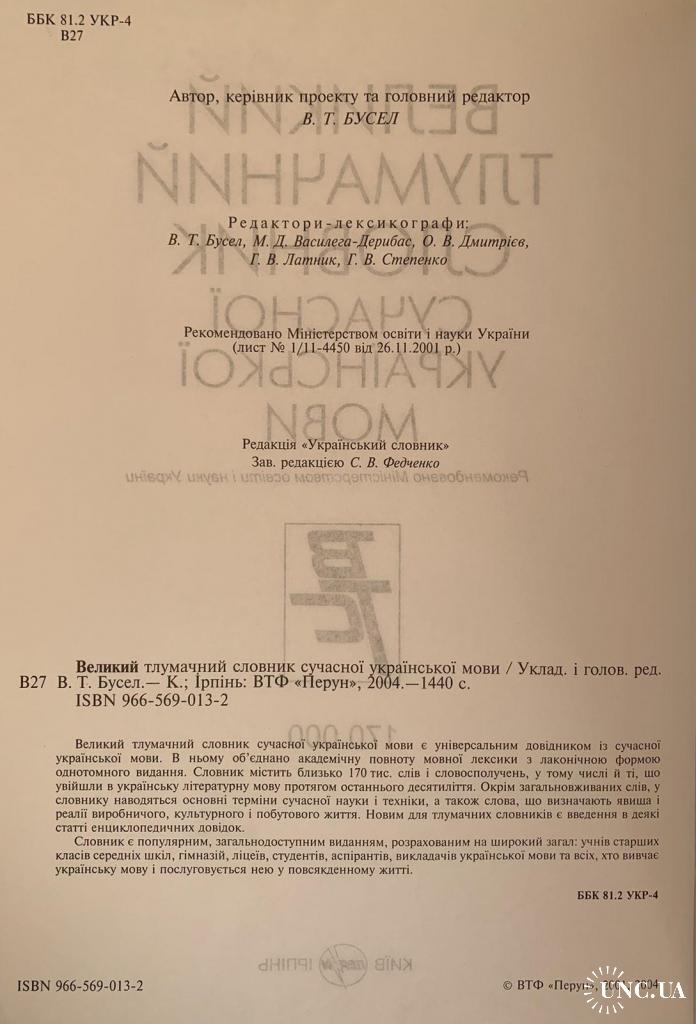 ББК 81.2 УКР-4
В27
Автор, керівник проекту та головний редактор
В. Т. БУСЕЛ
Редактори-лексикографи:
В. Т. Бусел, М. Д. Василега-Дерибас, О. В. Дмитрієв,
Г. В. Латник, Г. В. Степенко
Рекомендовано Міністерством освіти і науки України
(лист № 1/11-4450 від 26.11.2001 р.)
Редакція «Український словник»
Зав. редакцією С. В. Федченко
Великий тлумачний словник сучасної української мови / Уклад. і голов. ред.
В27 В. Т. Бусел.— К.; Ірпінь: ВТФ «Перун», 2004.—1440 с.
ISBN 966-569-013-2
Великий тлумачний словник сучасної української мови є універсальним довідником із сучасної
української мови. В ньому об’єднано академічну повноту мовної лексики з лаконічною формою
однотомного видання. Словник містить близько 170 тис. слів і словосполучень, у тому числі й ті, що
увійшли в українську літературну мову протягом останнього десятиліття. Окрім загальновживаних слів, у
словнику наводяться основні терміни сучасної науки і техніки, а також слова, що визначають явища і
реалії виробничого, культурного і побутового життя. Новим для тлумачних словників є введення в деякі
статті енциклопедичних довідок.
Словник є популярним, загальнодоступним виданням, розрахованим на широкий загал: учнів старших
класів середніх шкіл, гімназій, ліцеїв, студентів, аспірантів, викладачів української мови та всіх, хто вивчає
українську мову і послуговується нею у повсякденному житті.
ББК 81.2 УКР-4
ISBN 966-569-013-2
© ВТФ «Перун», 2004
UNC.UA